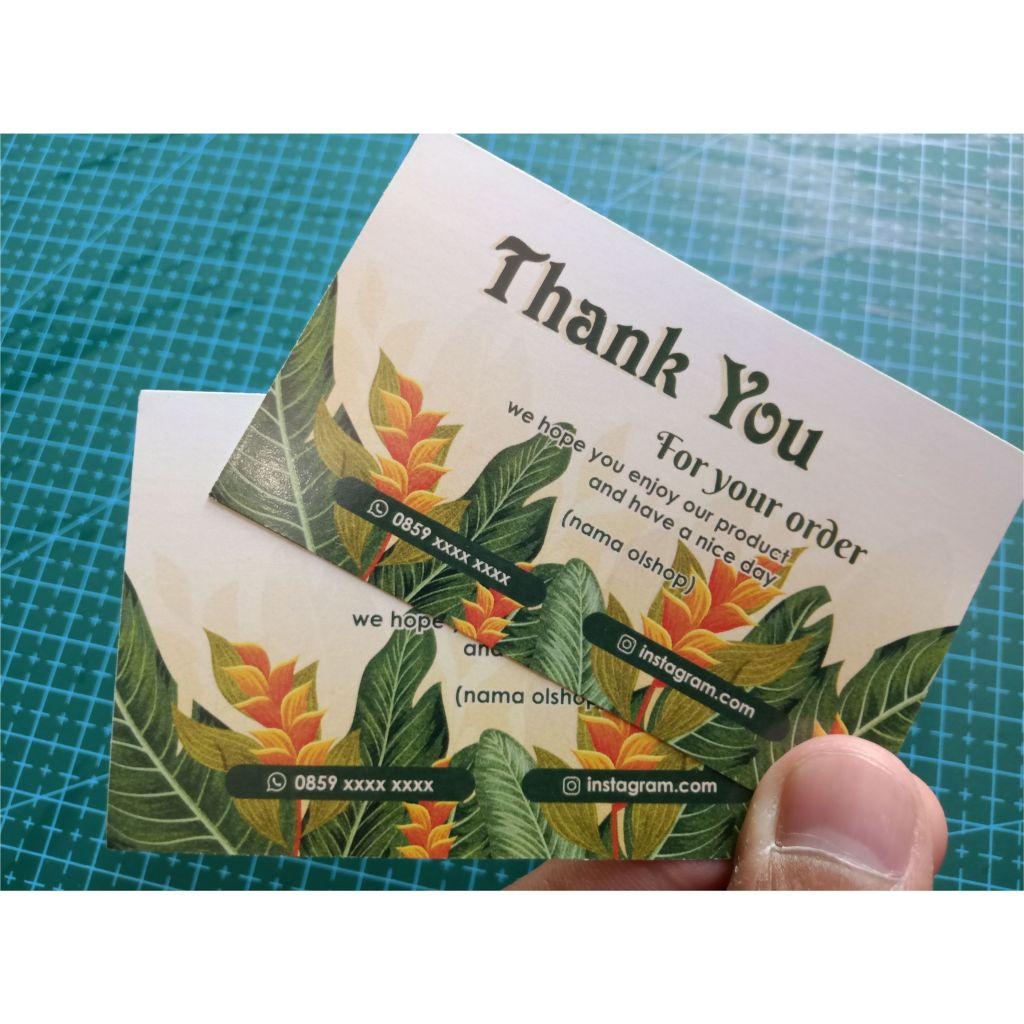 Thank You
For your order
we hope you enjoy our product
and have a nice day
(nama olshop)
0859 xxxx xxxx
instagram.com
we hope
and
(nama olshop
0859 xxxx xxxx
instagram.com